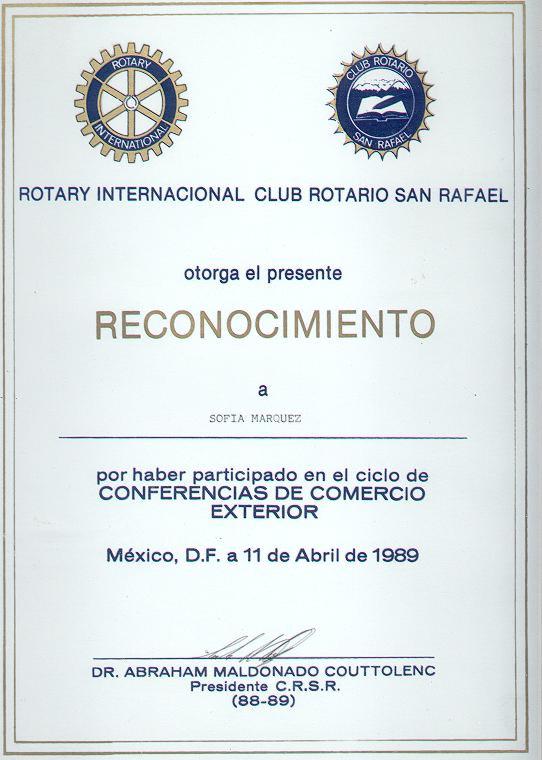 ROTARY
INTERNATIONAL
CLUB ROTARIO
SAN RAFAEL
ROTARY INTERNACIONAL CLUB ROTARIO SAN RAFAEL
otorga el presente
RECONOCIMIENTO
a
SOFIA MARQUEZ
por haber participado en el ciclo de
CONFERENCIAS DE COMERCIO
EXTERIOR
México, D.F. a 11 de Abril de 1989
DR. ABRAHAM MALDONADO COUTTOLENC
Presidente C.R.S.R.
(88-89)